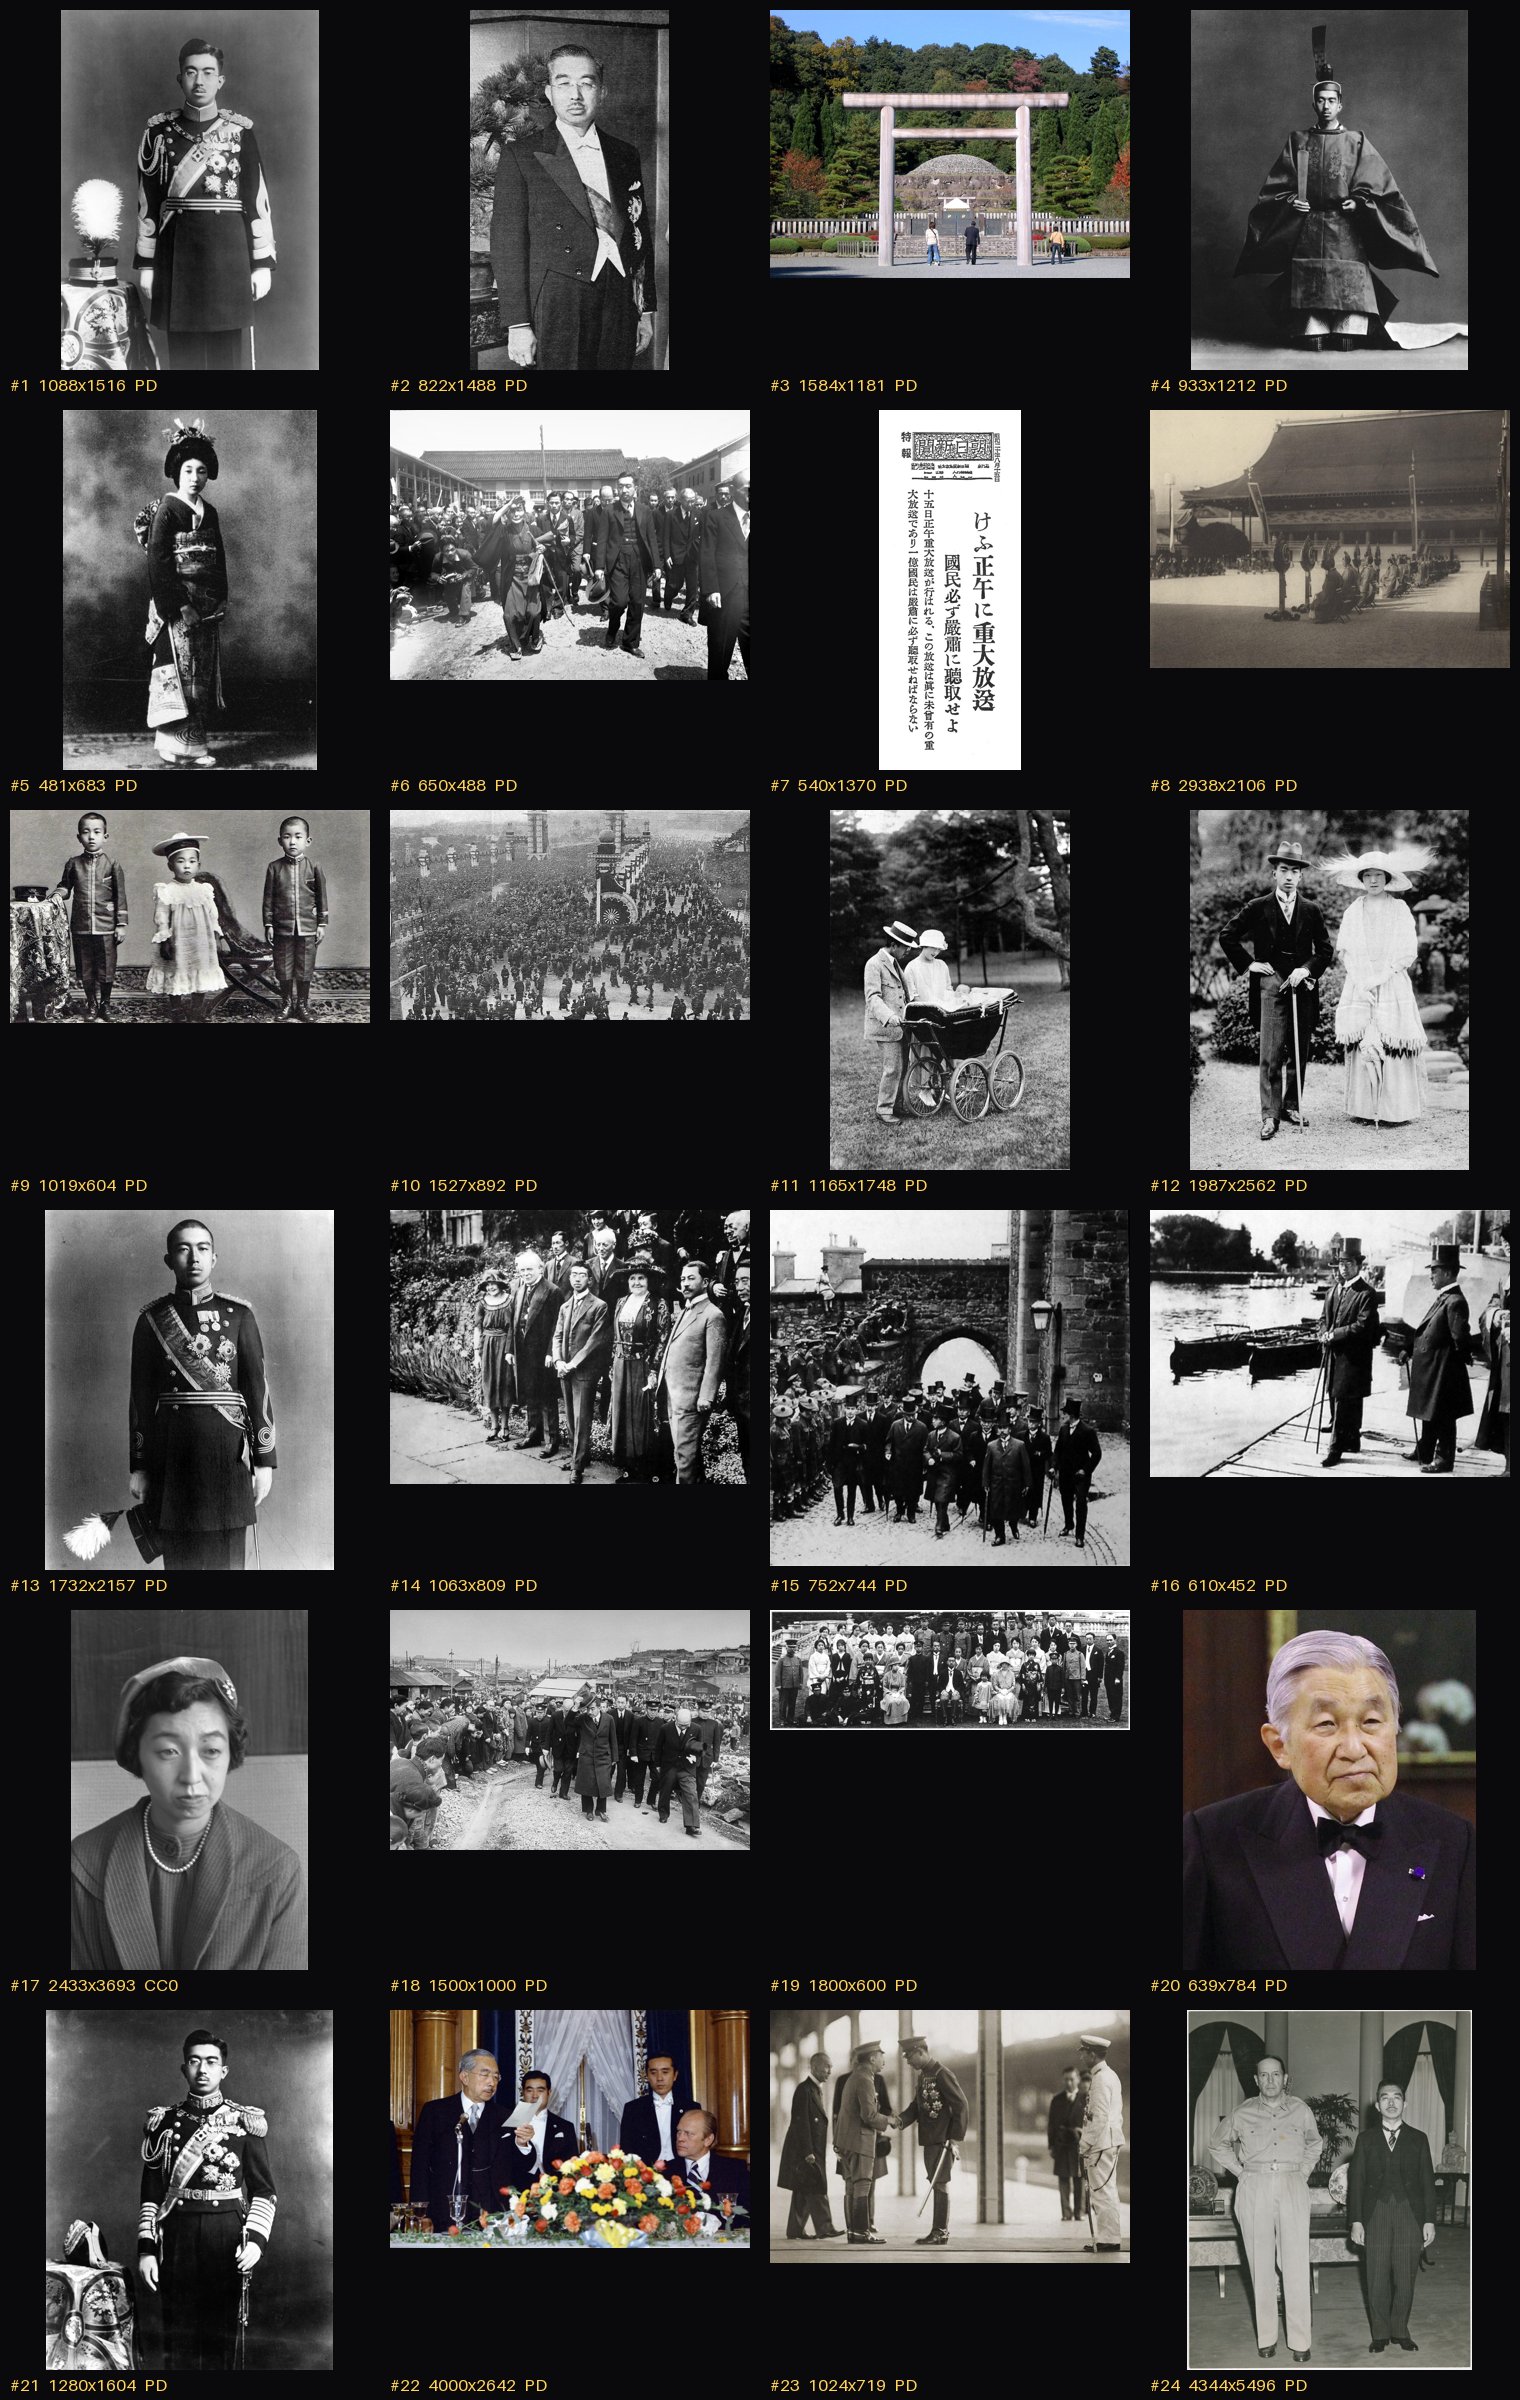 #1 1088x1516 PD
#2 822x1488 PD
#3 1584x1181 PD
#4 933x1212 PD
特報
朝日新聞
けふ正午に重大放送
國民必ず嚴肅に聽取せよ
十五日正午重大放送が行はれる、この放送は眞に未曾有の重
大放送であり一億國民は嚴肅に必ず聽取せねばならない
#5 481x683 PD
#6 650x488 PD
#7 540x1370 PD
#8 2938x2106 PD
#9 1019x604 PD
#10 1527x892 PD
#11 1165x1748 PD
#12 1987x2562 PD
#13 1732x2157 PD
#14 1063x809 PD
#15 752x744 PD
#16 610x452 PD
#17 2433x3693 CC0
#18 1500x1000 PD
#19 1800x600 PD
#20 639x784 PD
#21 1280x1604 PD
#22 4000x2642 PD
#23 1024x719 PD
#24 4344x5496 PD